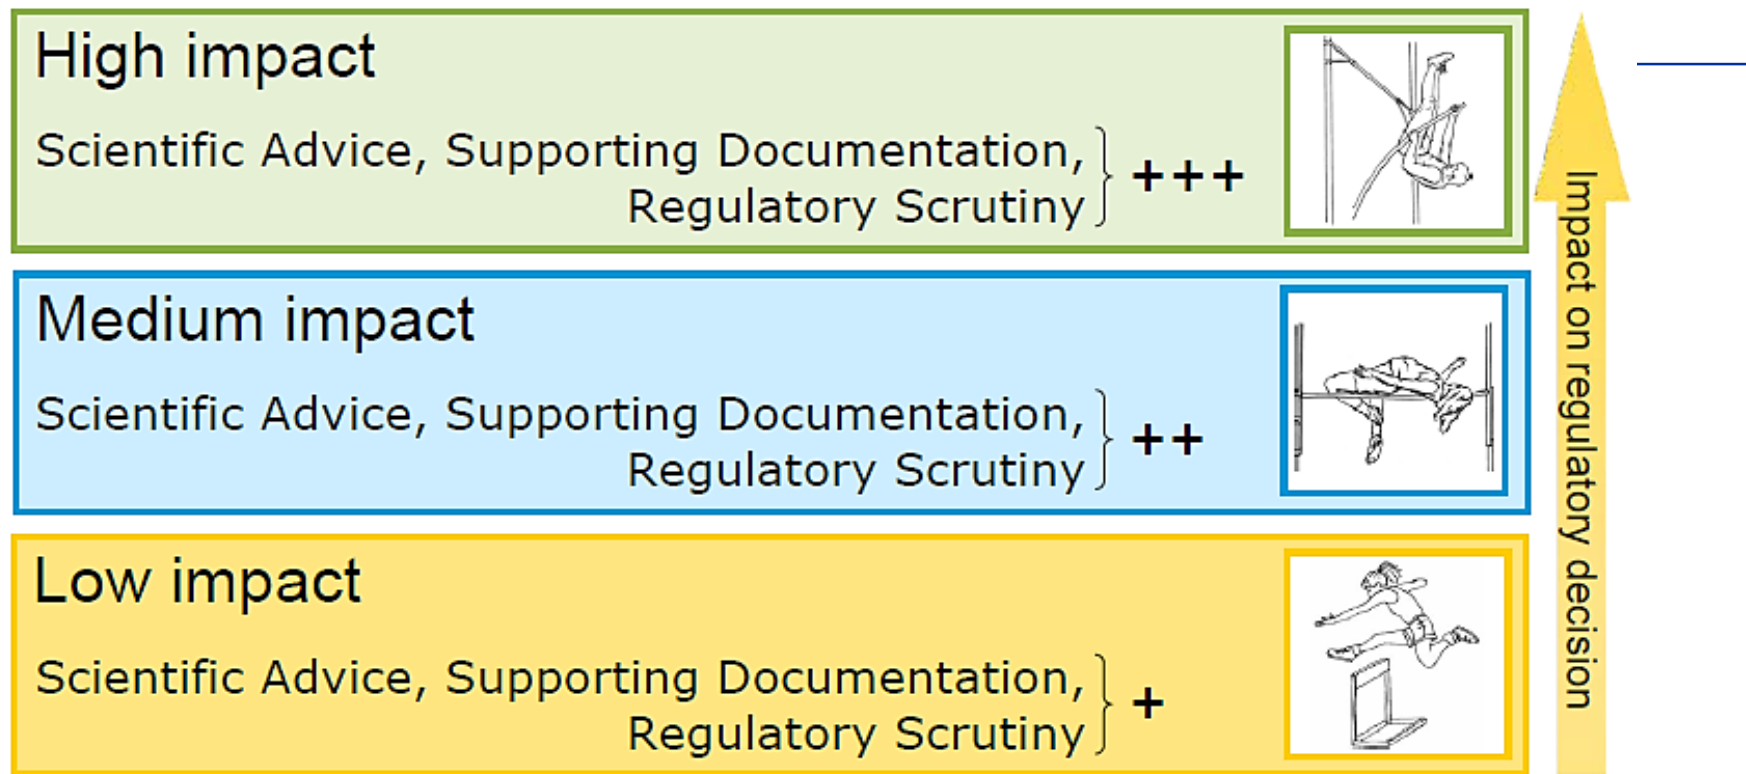 High impact
Scientific Advice, Supporting Documentation,
Regulatory Scrutiny
+++
Medium impact
Scientific Advice, Supporting Documentation,
Regulatory Scrutiny
++
Low impact
Scientific Advice, Supporting Documentation,
Regulatory Scrutiny
+
Impact on regulatory decision